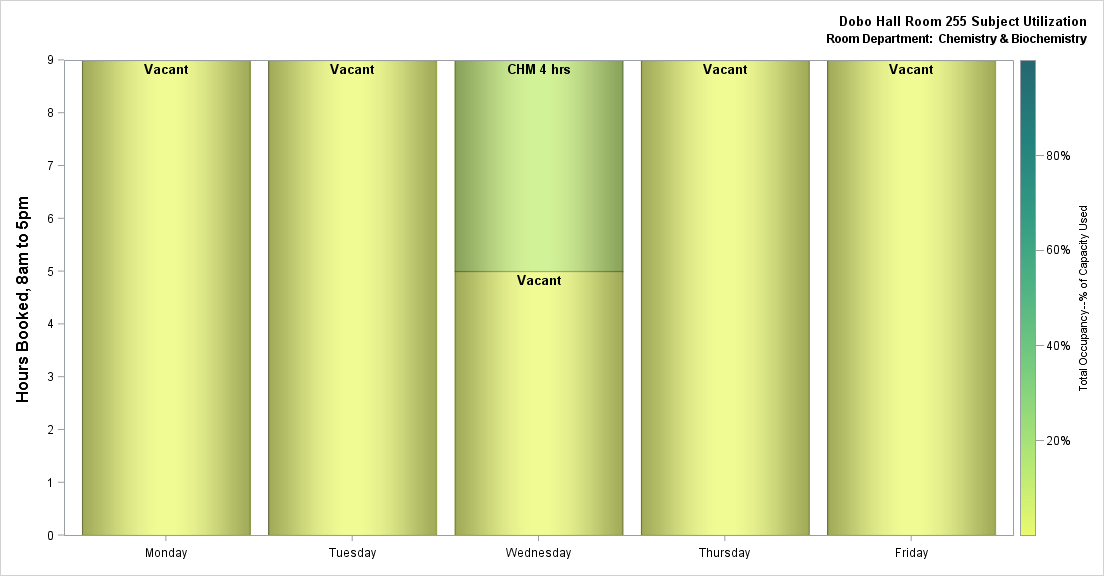 Dobo Hall Room 255 Subject Utilization
Room Department: Chemistry & Biochemistry
Hours Booked, 8am to 5pm
9
8
7
6
5
4
3
2
1
0
Vacant
Vacant
CHM 4 hrs
Vacant
Vacant
Vacant
Monday
Tuesday
Wednesday
Thursday
Friday
80%
60%
40%
20%
Total Occupancy--% of Capacity Used